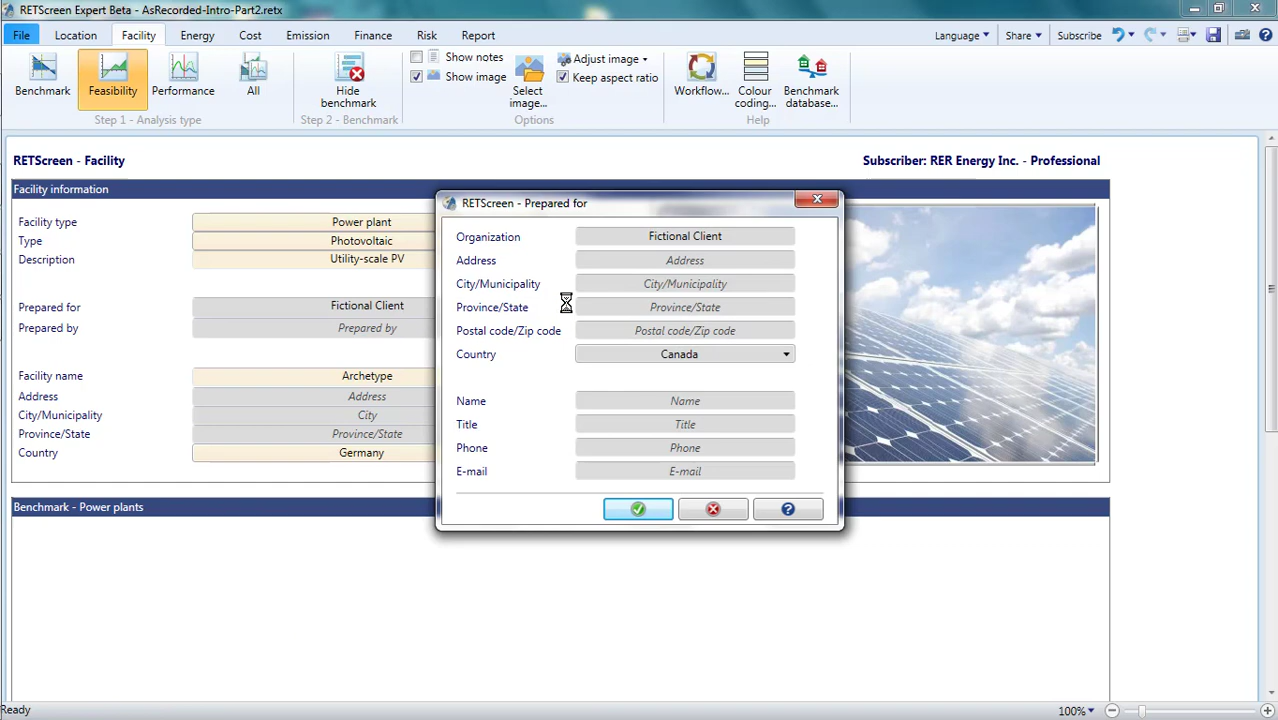 RETScreen Expert Beta - AsRecorded-Intro-Part2.retx
File Location Facility Energy Cost Emission Finance Risk Report Language Share Subscribe
Benchmark Feasibility Performance All
Step 1 - Analysis type
Hide benchmark
Step 2 - Benchmark
Show notes
Show image
Select image...
Adjust image
Keep aspect ratio
Options
Workflow... Colour coding... Benchmark database...
Help
RETScreen - Facility
Subscriber: RER Energy Inc. - Professional
Facility information
Facility type Power plant
Type Photovoltaic
Description Utility-scale PV
Prepared for Fictional Client
Prepared by Prepared by
Facility name Archetype
Address Address
City/Municipality City
Province/State Province/State
Country Germany
Benchmark - Power plants
RETScreen - Prepared for
Organization Fictional Client
Address Address
City/Municipality City/Municipality
Province/State Province/State
Postal code/Zip code Postal code/Zip code
Country Canada
Name Name
Title Title
Phone Phone
E-mail E-mail
Ready
100%